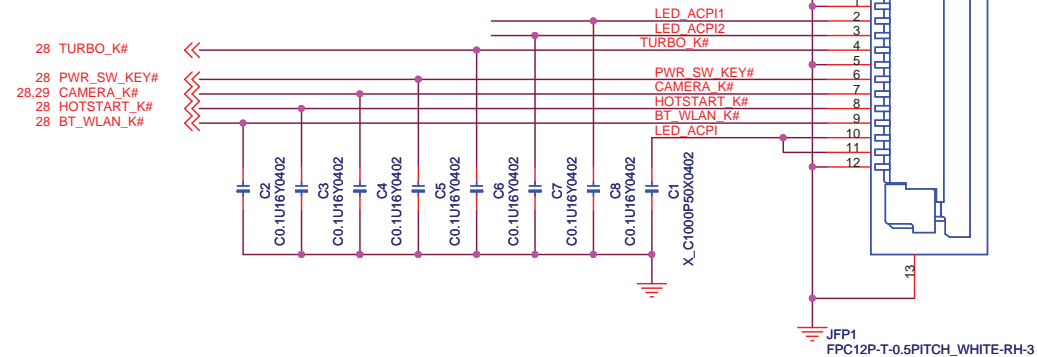 1
LED_ACPI1
2
LED_ACPI2
3
28 TURBO_K#
TURBO_K#
4
5
28 PWR_SW_KEY#
PWR_SW_KEY#
6
28,29 CAMERA_K#
CAMERA_K#
7
28 HOTSTART_K#
HOTSTART_K#
8
28 BT_WLAN_K#
BT_WLAN_K#
9
LED_ACPI
10
11
12
C2
C0.1U16Y0402
C3
C0.1U16Y0402
C4
C0.1U16Y0402
C5
C0.1U16Y0402
C6
C0.1U16Y0402
C7
C0.1U16Y0402
C8
C0.1U16Y0402
C1
X_C1000P50X0402
13
JFP1
FPC12P-T-0.5PITCH_WHITE-RH-3